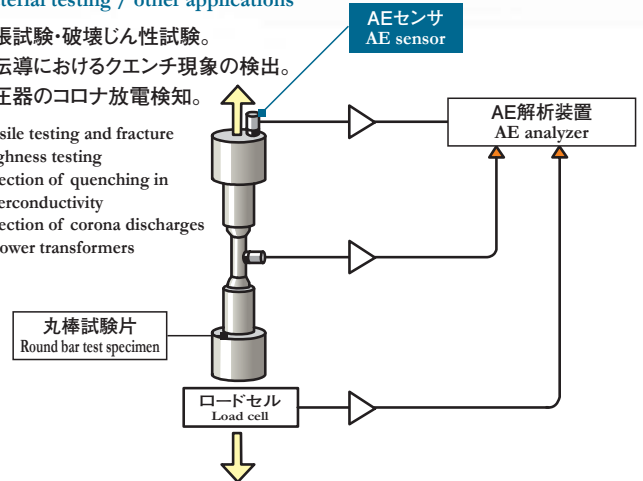 terial testing / other applications
張試験・破壊じん性試験。
伝導におけるクエンチ現象の検出。
圧器のコロナ放電検知。
sile testing and fracture
ghness testing
ection of quenching in
erconductivity
ection of corona discharges
ower transformers
AEセンサ
AE sensor
AE解析装置
AE analyzer
丸棒試験片
Round bar test specimen
ロードセル
Load cell